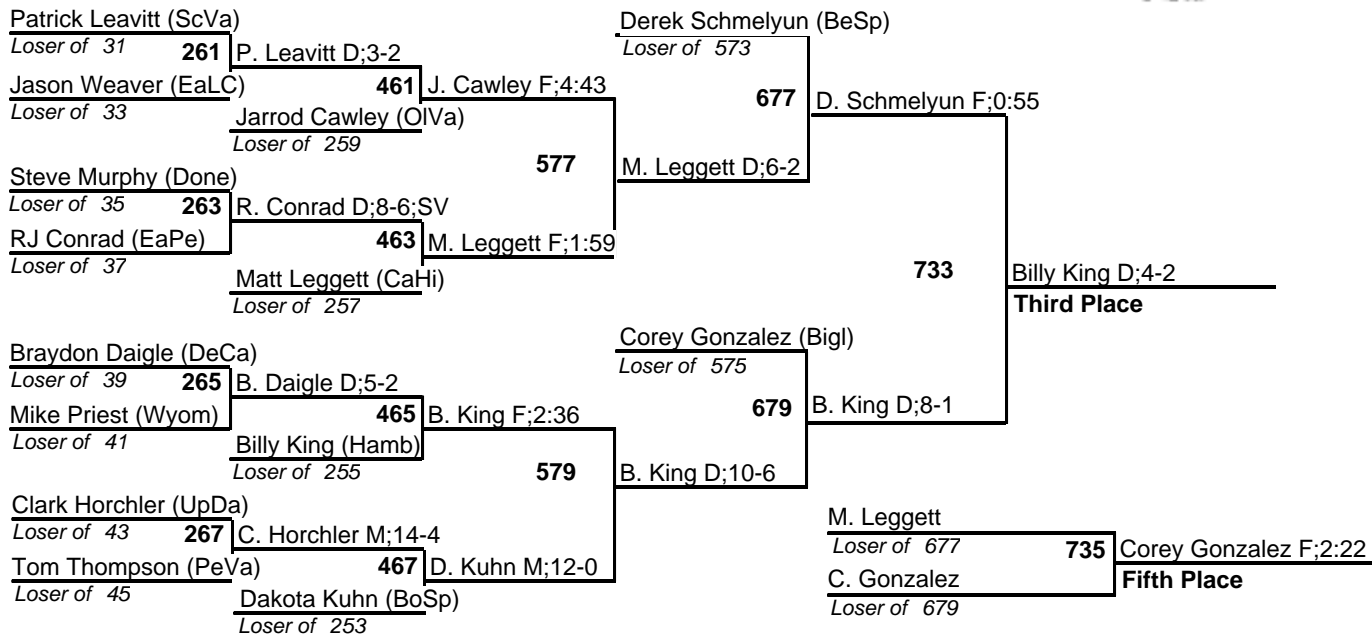 Patrick Leavitt (ScVa)
Loser of 31
261
P. Leavitt D;3-2
Jason Weaver (EaLC)
Loser of 33
461
J. Cawley F;4:43
Jarrod Cawley (OlVa)
Loser of 259
577
M. Leggett D;6-2
Steve Murphy (Done)
Loser of 35
263
R. Conrad D;8-6;SV
RJ Conrad (EaPe)
Loser of 37
463
M. Leggett F;1:59
Matt Leggett (CaHi)
Loser of 257
Derek Schmelyun (BeSp)
Loser of 573
677
D. Schmelyun F;0:55
733
Billy King D;4-2
Third Place
Braydon Daigle (DeCa)
Loser of 39
265
B. Daigle D;5-2
Mike Priest (Wyom)
Loser of 41
465
B. King F;2:36
Billy King (Hamb)
Loser of 255
579
B. King D;10-6
Clark Horchler (UpDa)
Loser of 43
267
C. Horchler M;14-4
Tom Thompson (PeVa)
Loser of 45
467
D. Kuhn M;12-0
Dakota Kuhn (BoSp)
Loser of 253
Corey Gonzalez (Bigl)
Loser of 575
679
B. King D;8-1
M. Leggett
Loser of 677
735
Corey Gonzalez F;2:22
Fifth Place
C. Gonzalez
Loser of 679